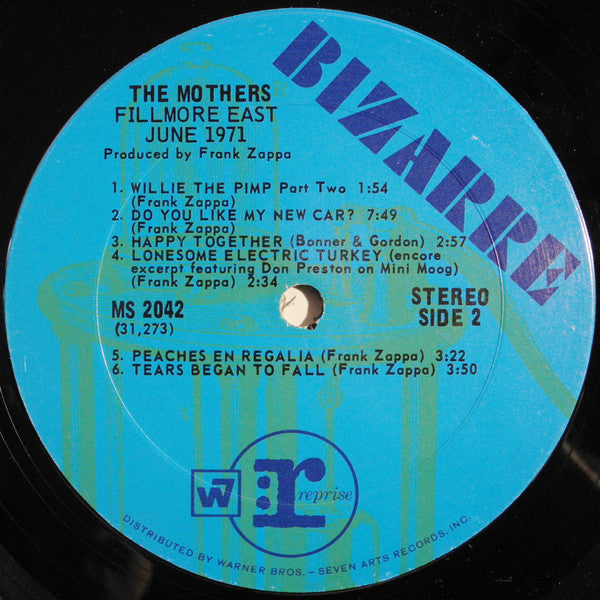 BIZARRE
THE MOTHERS
FILLMORE EAST
JUNE 1971
Produced by Frank Zappa
1. WILLIE THE PIMP Part Two 1:54
(Frank Zappa)
2. DO YOU LIKE MY NEW CAR? 7:49
(Frank Zappa)
3. HAPPY TOGETHER (Bonner & Gordon) 2:57
4. LONESOME ELECTRIC TURKEY (encore
excerpt featuring Don Preston on Mini Moog)
(Frank Zappa) 2:34
MS 2042
(31,273)
STEREO
SIDE 2
5. PEACHES EN REGALIA (Frank Zappa) 3:22
6. TEARS BEGAN TO FALL (Frank Zappa) 3:50
W7
r:reprise
DISTRIBUTED BY WARNER BROS. – SEVEN ARTS RECORDS, INC.